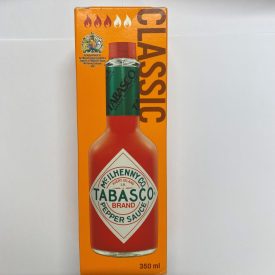 CLASSIC
TABASCO
McILHENNY CO.
TABASCO
BRAND
PEPPER SAUCE
350 ml